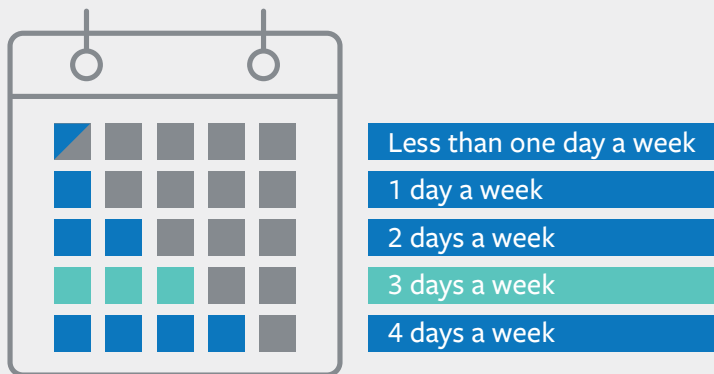 Less than one day a week
1 day a week
2 days a week
3 days a week
4 days a week